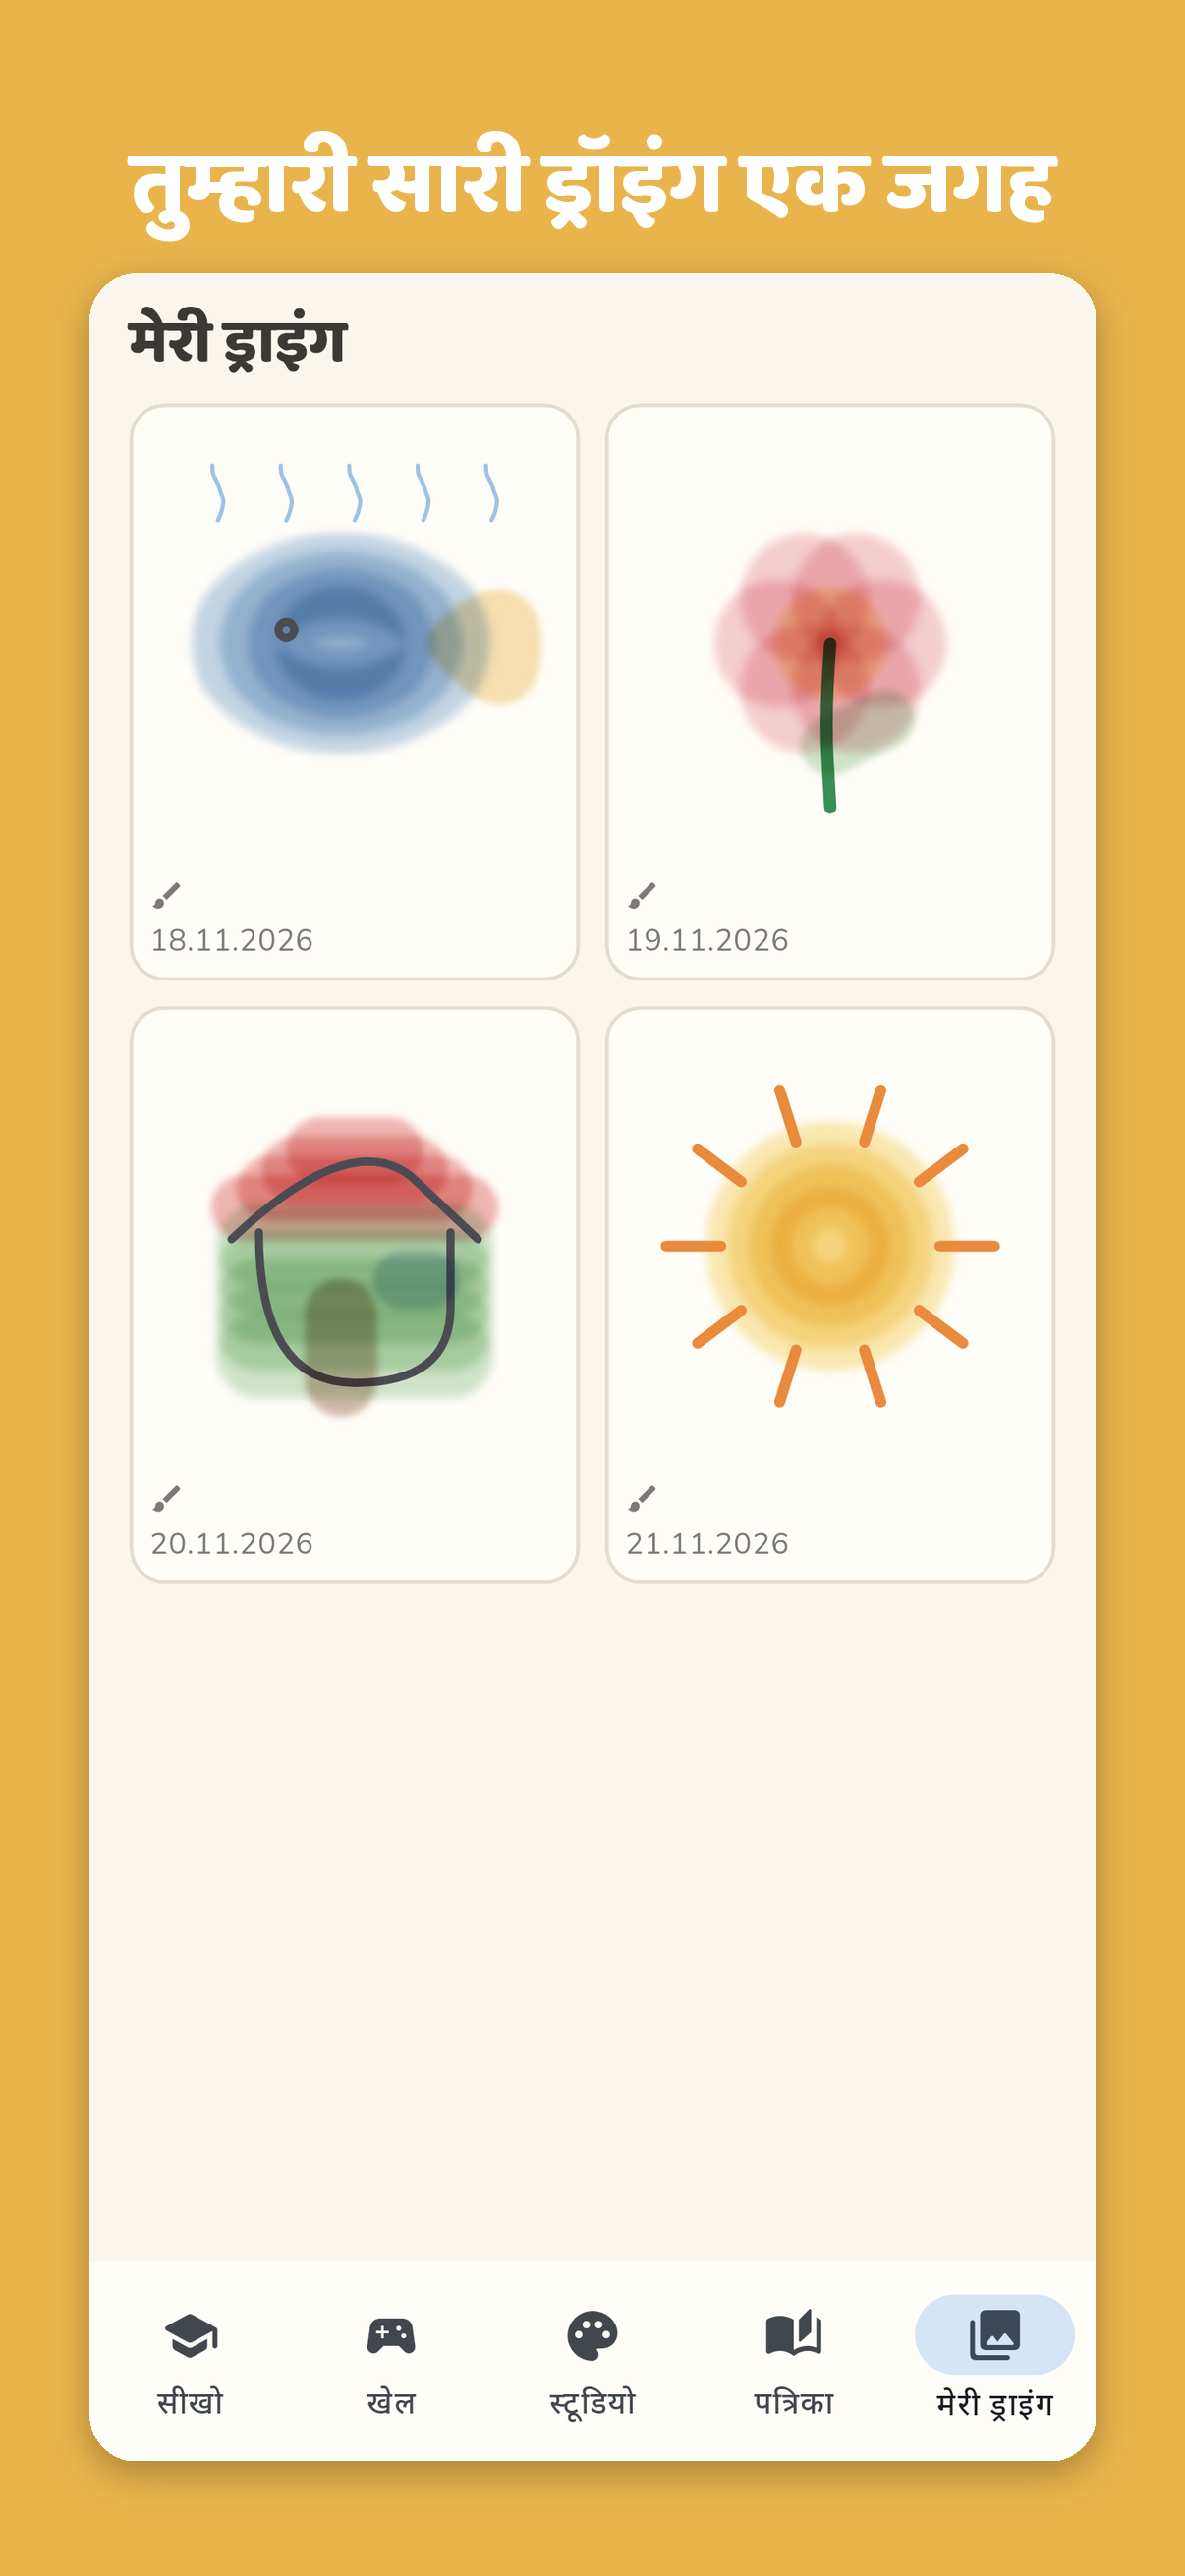 तुम्हारी सारी ड्रॉइंग एक जगह
मेरी ड्राइंग
18.11.2026
19.11.2026
20.11.2026
21.11.2026
सीखो
खेल
स्टूडियो
पत्रिका
मेरी ड्राइंग